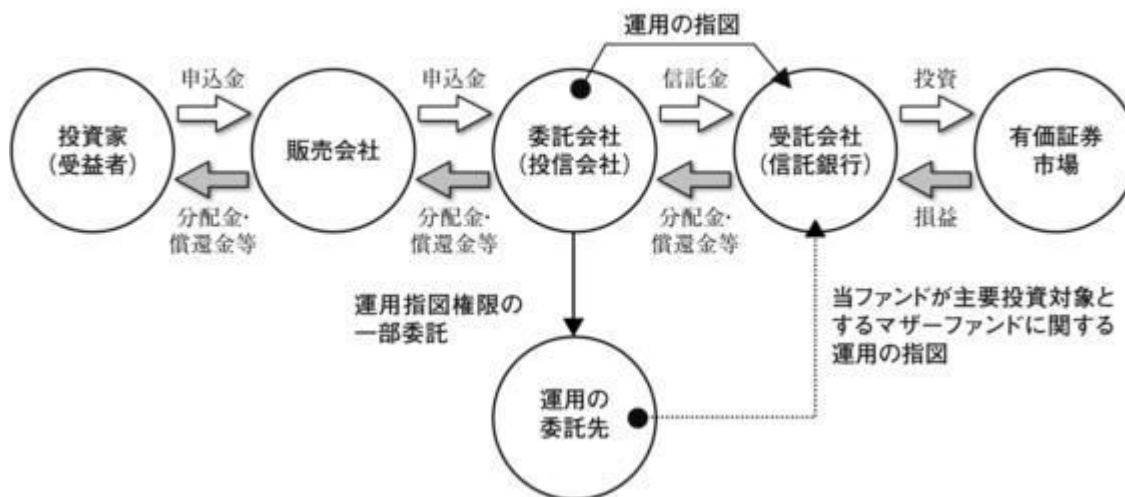 運用の指図
申込金
申込金
信託金
投資
投資家
(受益者)
販売会社
委託会社
(投信会社)
受託会社
(信託銀行)
有価証券
市場
分配金・
償還金等
分配金・
償還金等
分配金・
償還金等
損益
運用指図権限の
一部委託
当ファンドが主要投資対象と
するマザーファンドに関する
運用の指図
運用の
委託先